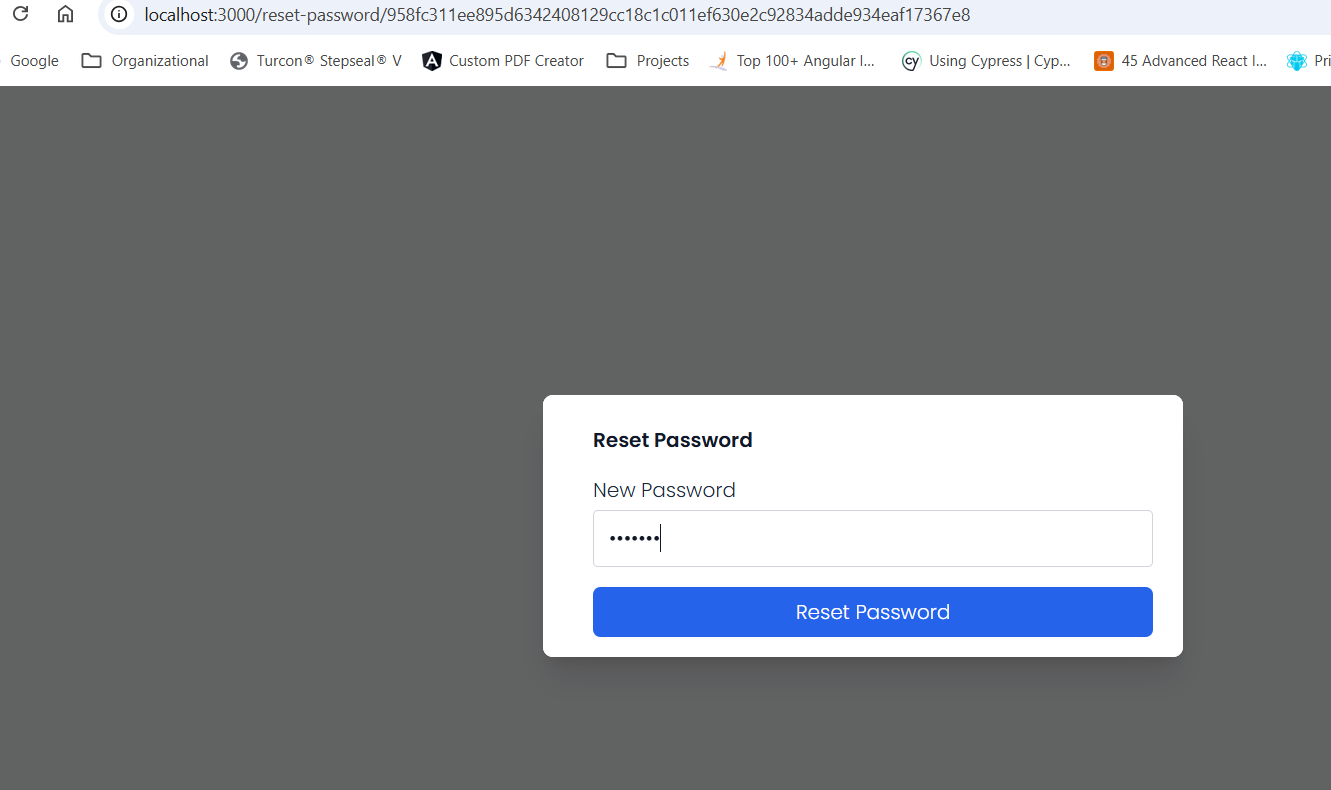 localhost:3000/reset-password/958fc311ee895d6342408129cc18c1c011ef630e2c92834adde934eaf17367e8
Google Organizational Turcon® Stepseal® V Custom PDF Creator Projects Top 100+ Angular I... Using Cypress | Cyp... 45 Advanced React I... Pri
Reset Password
New Password
•••••••
Reset Password